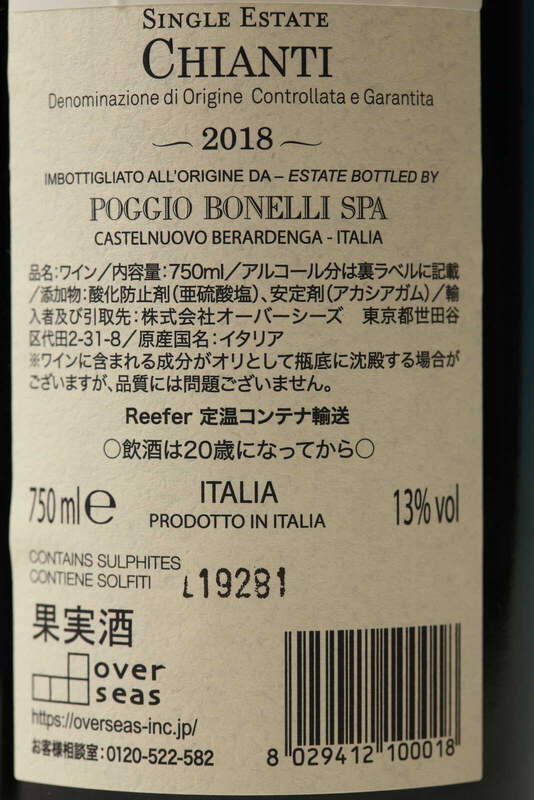 SINGLE ESTATE
CHIANTI
Denominazione di Origine Controllata e Garantita
2018
IMBOTTIGLIATO ALL'ORIGINE DA – ESTATE BOTTLED BY
POGGIO BONELLI SPA
CASTELNUOVO BERARDENGA - ITALIA
品名:ワイン/内容量:750ml/アルコール分は裏ラベルに記載
/添加物:酸化防止剤(亜硫酸塩)、安定剤(アカシアガム)/輸
入者及び引取先:株式会社オーバーシーズ 東京都世田谷
区代田2-31-8/原産国名:イタリア
※ワインに含まれる成分がオリとして瓶底に沈殿する場合が
ございますが、品質には問題ございません。
Reefer 定温コンテナ輸送
○飲酒は20歳になってから○
750 ml e
ITALIA
PRODOTTO IN ITALIA
13% vol
CONTAINS SULPHITES
CONTIENE SOLFITI
L19281
果実酒
over
seas
https://overseas-inc.jp/
お客様相談室:0120-522-582
8 029412 100018